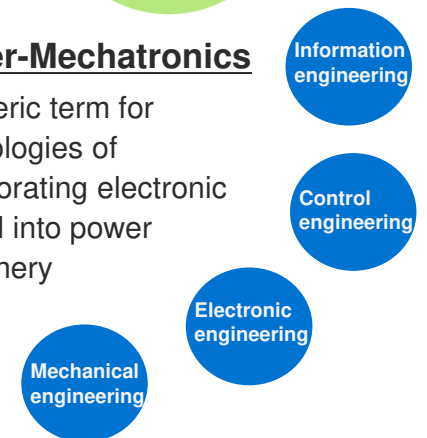 er-Mechatronics
eric term for
ologies of
orating electronic
l into power
nery
Information
engineering
Control
engineering
Electronic
engineering
Mechanical
engineering